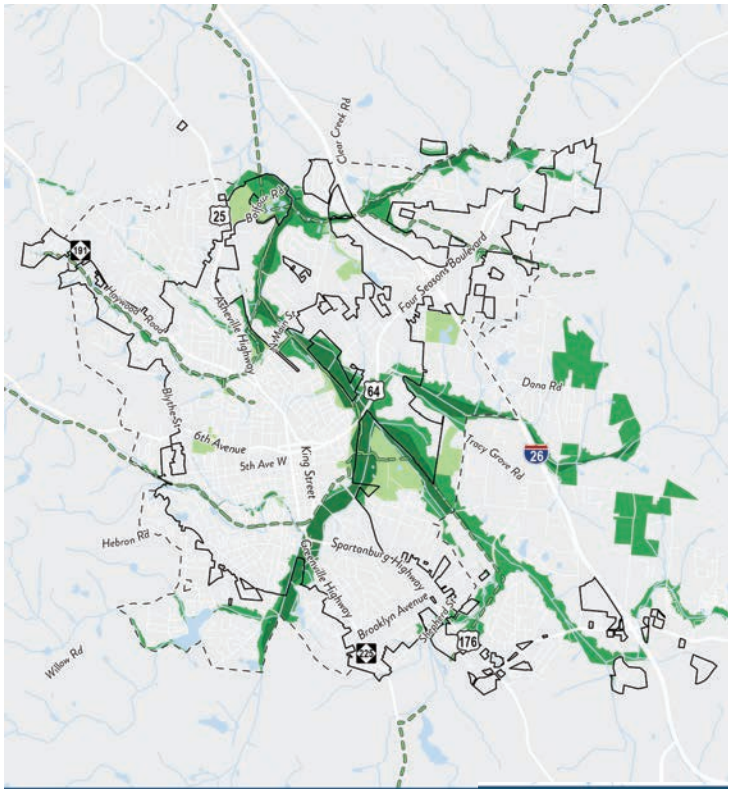 Clear Creek Rd
Balfour Rd
25
191
Four Seasons Boulevard
Haywood Road
Asheville Highway
N Main St
64
Dana Rd
Blythe St
6th Avenue
5th Ave W
King Street
Tracy Grove Rd
26
Hebron Rd
Greenville Highway
Spartanburg Highway
Brooklyn Avenue
Shepherd St
176
225
Willow Rd